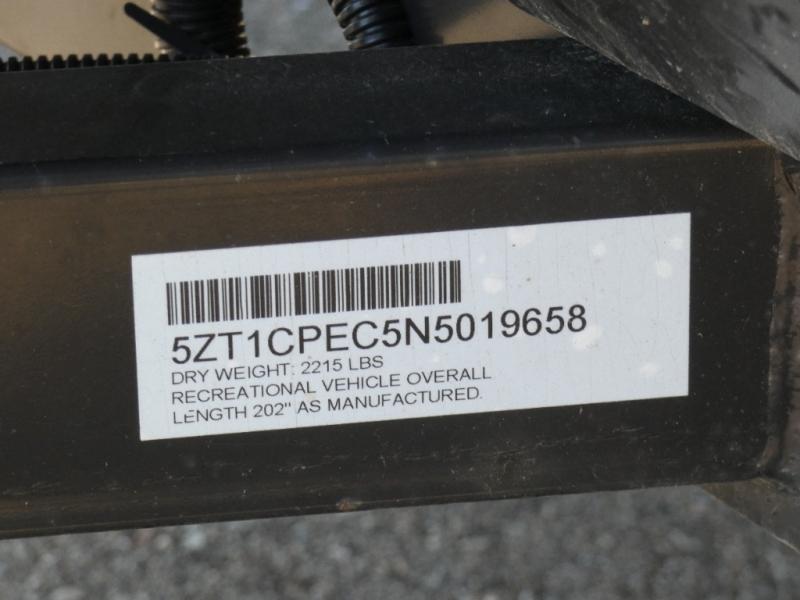 5ZT1CPEC5N5019658
DRY WEIGHT: 2215 LBS
RECREATIONAL VEHICLE OVERALL
LENGTH 202" AS MANUFACTURED.